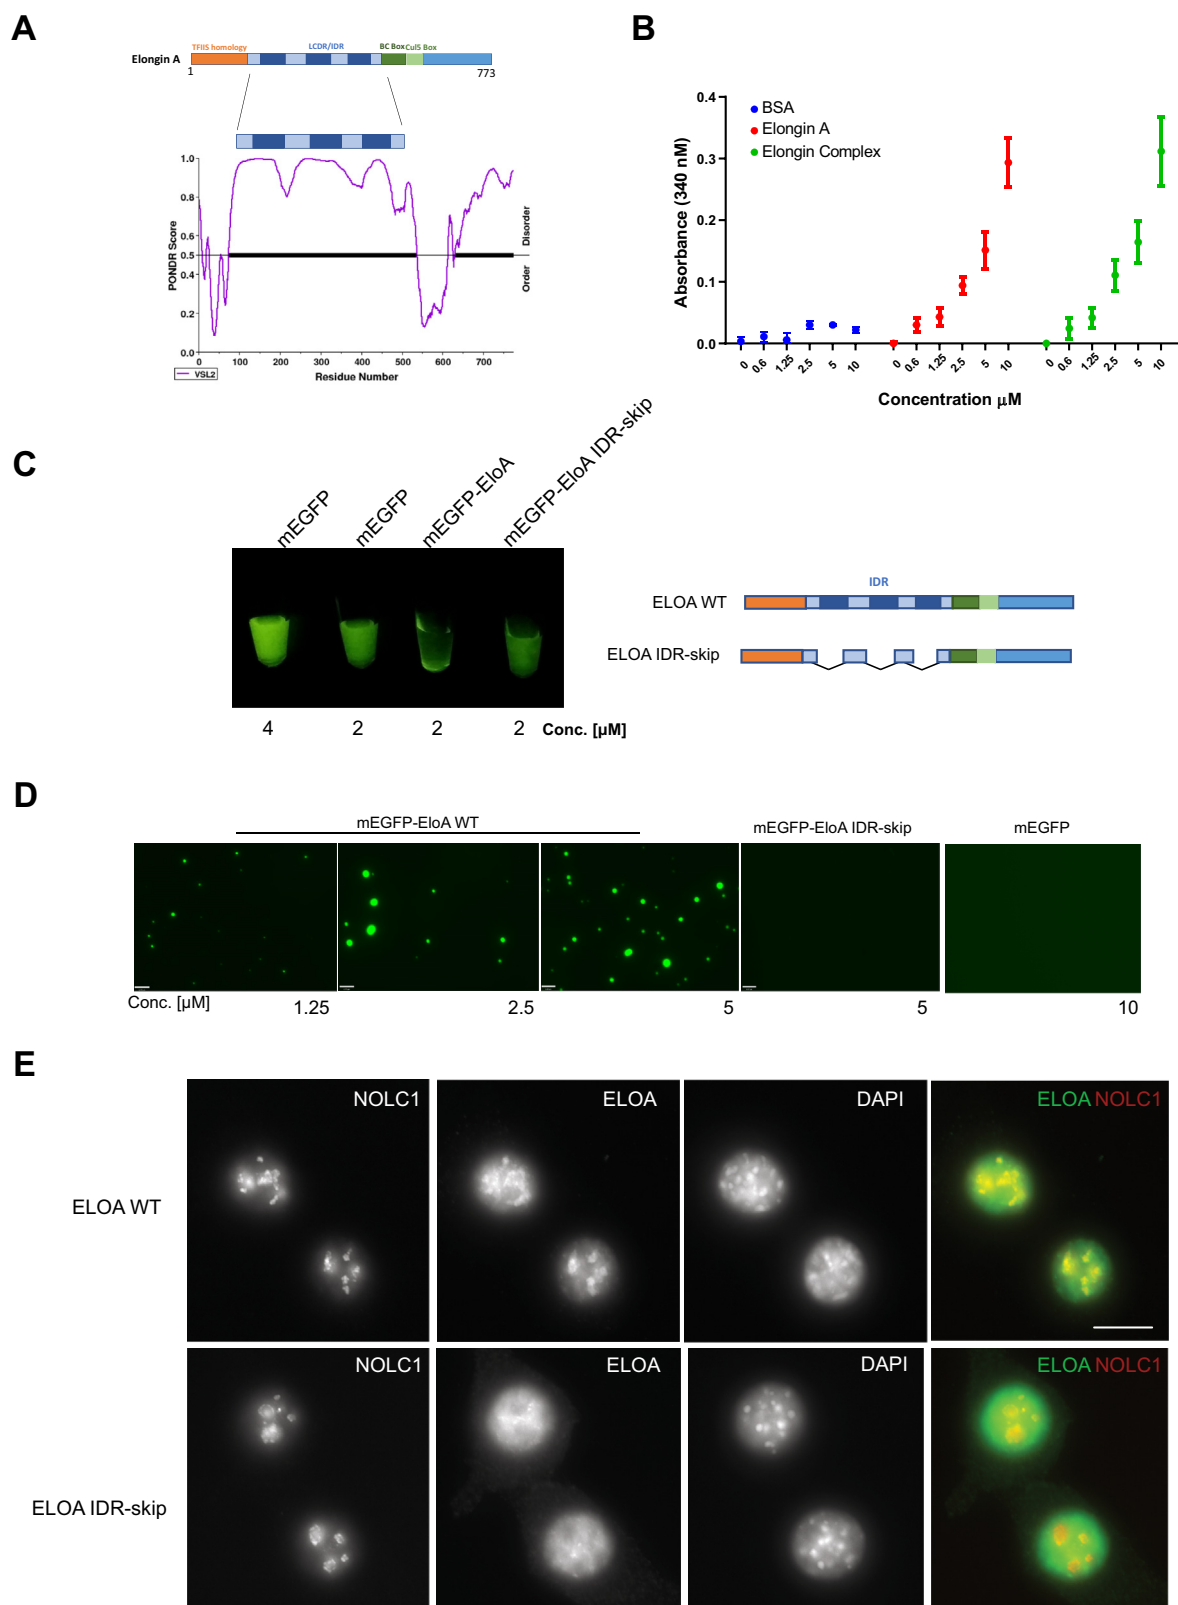 A
TFIIS homology LCDR/IDR BC Box Cul5 Box
Elongin A
1 773
1.0
0.8
0.6
0.5
0.4
0.2
0.0
PONDR Score
Disorder
Order
0 100 200 300 400 500 600 700
VSL2
Residue Number
B
BSA
Elongin A
Elongin Complex
0.4
0.3
0.2
0.1
0.0
Absorbance (340 nM)
0 0.6 1.25 2.5 5 10 0 0.6 1.25 2.5 5 10 0 0.6 1.25 2.5 5 10
Concentration µM
C
mEGFP
mEGFP
mEGFP-EloA
mEGFP-EloA IDR-skip
4 2 2 2 Conc. [µM]
IDR
ELOA WT
ELOA IDR-skip
D
mEGFP-EloA WT mEGFP-EloA IDR-skip mEGFP
Conc. [µM] 1.25 2.5 5 5 10
E
NOLC1 ELOA DAPI ELOA NOLC1
ELOA WT
NOLC1 ELOA DAPI ELOA NOLC1
ELOA IDR-skip